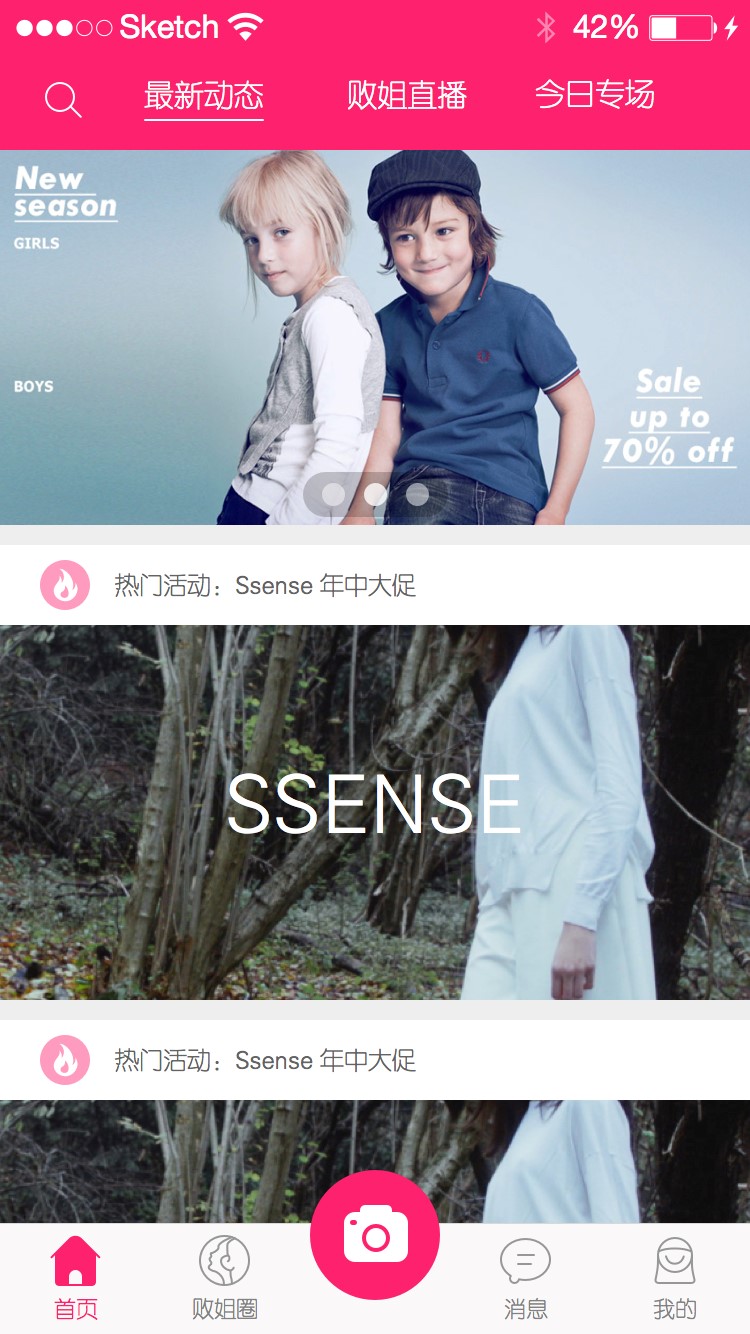 Sketch 42%
最新动态 败姐直播 今日专场
New
season
GIRLS
BOYS
Sale
up to
70% off
热门活动：Ssense 年中大促
SSENSE
热门活动：Ssense 年中大促
首页 败姐圈 消息 我的